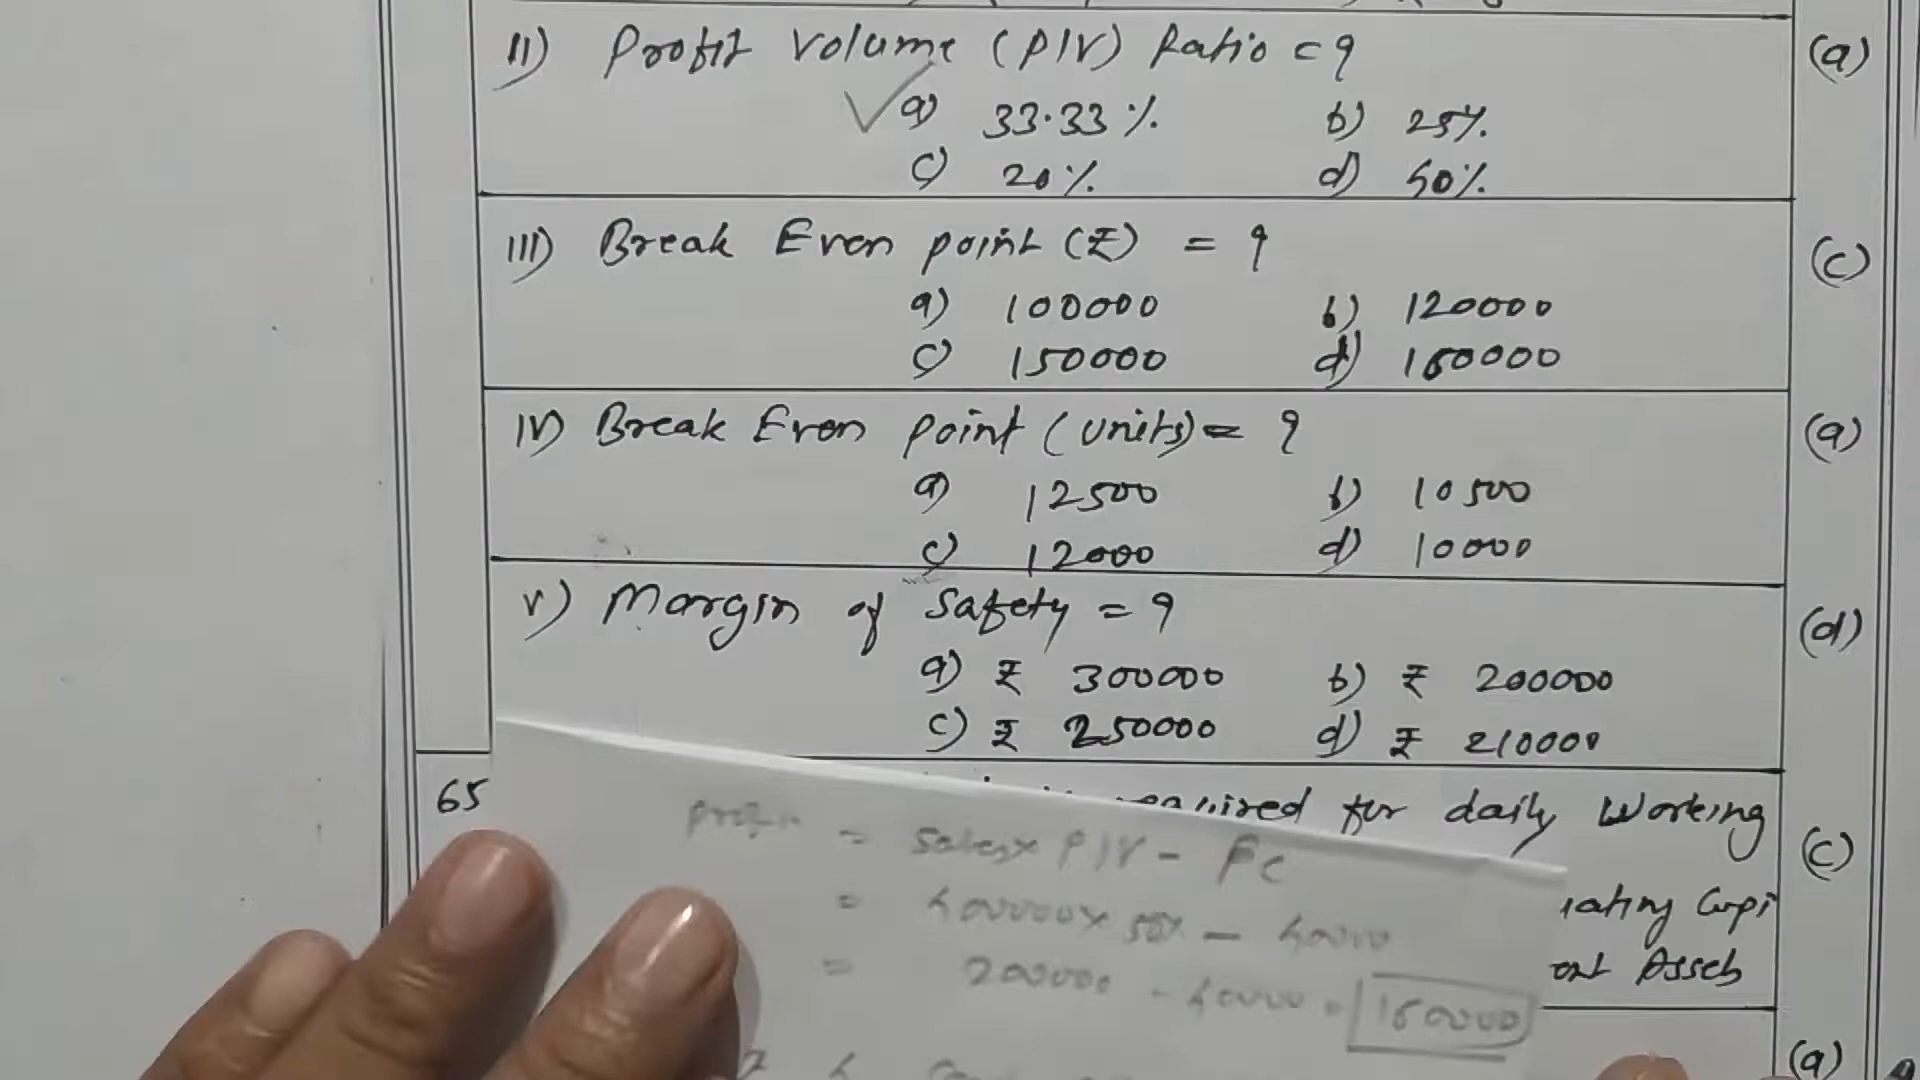 II) Profit Volume (P/V) Ratio = ? (a)
a) 33.33 % b) 25%.
c) 20 % d) 50%.
III) Break Even point (₹) = ? (c)
a) 100000 b) 120000
c) 150000 d) 160000
IV) Break Even Point (Units) = ? (a)
a) 12500 b) 10500
c) 12000 d) 10000
V) Margin of Safety = ? (d)
a) ₹ 300000 b) ₹ 200000
c) ₹ 250000 d) ₹ 210000
65 required for daily Working (c)
Profit = Sales x P/V - FC
= 400000 x 50% - 40000
= 200000 - 40000 = 160000
Assets
(a)